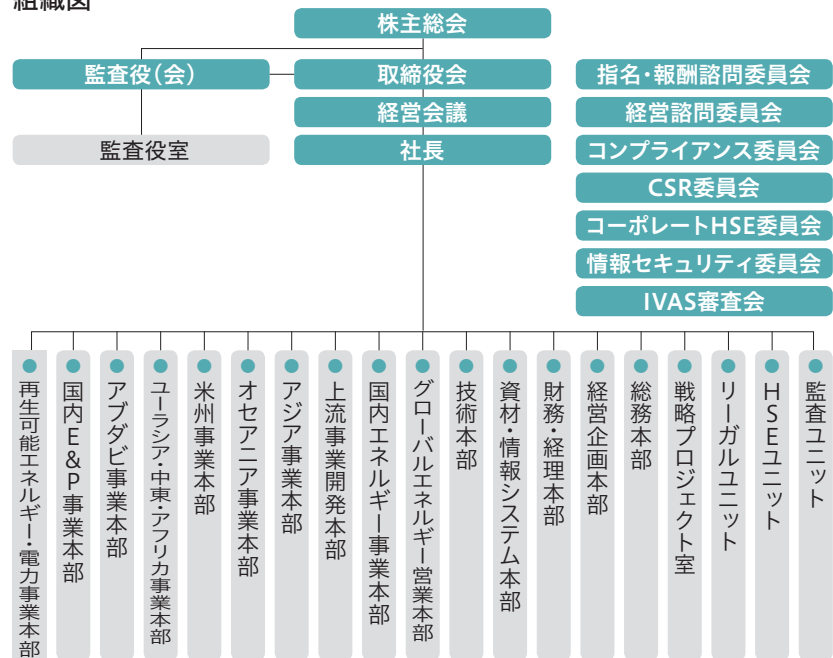 組織図
株主総会
監査役（会）
取締役会
経営会議
監査役室
社長
指名・報酬諮問委員会
経営諮問委員会
コンプライアンス委員会
CSR委員会
コーポレートHSE委員会
情報セキュリティ委員会
IVAS審査会
再生可能エネルギー・電力事業本部
国内E&P事業本部
アブダビ事業本部
ユーラシア・中東・アフリカ事業本部
米州事業本部
オセアニア事業本部
アジア事業本部
上流事業開発本部
国内エネルギー事業本部
グローバルエネルギー営業本部
技術本部
資材・情報システム本部
財務・経理本部
経営企画本部
総務本部
戦略プロジェクト室
リーガルユニット
HSEユニット
監査ユニット